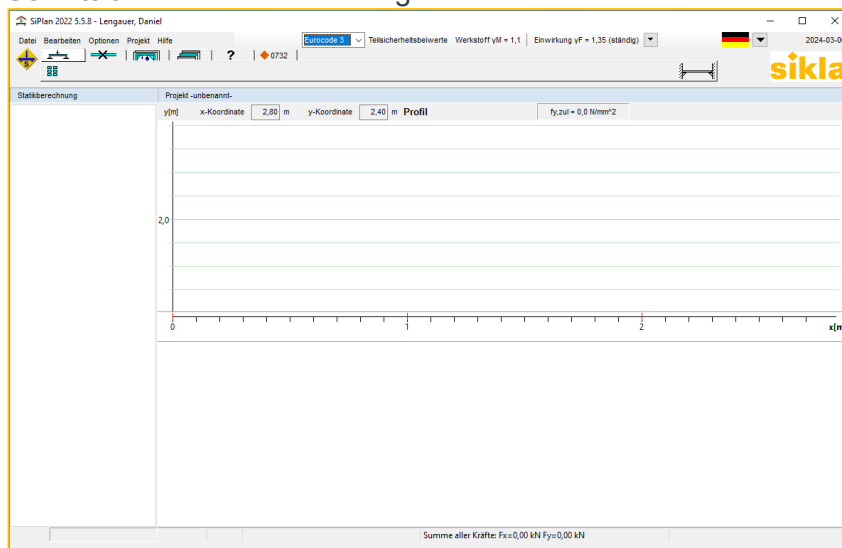 SiPlan 2022 5.5.8 - Lengauer, Daniel
Datei Bearbeiten Optionen Projekt Hilfe
Eurocode 3 Teilsicherheitsbeiwerte Werkstoff γM = 1,1 Einwirkung γF = 1,35 (ständig)
2024-03-0
S ? 0732
sikla
Statikberechnung Projekt -unbenannt-
y[m] x-Koordinate 2,80 m y-Koordinate 2,40 m Profil fy,zul = 0,0 N/mm^2
2,0
0 1 2 x[m
Summe aller Kräfte: Fx=0,00 kN Fy=0,00 kN